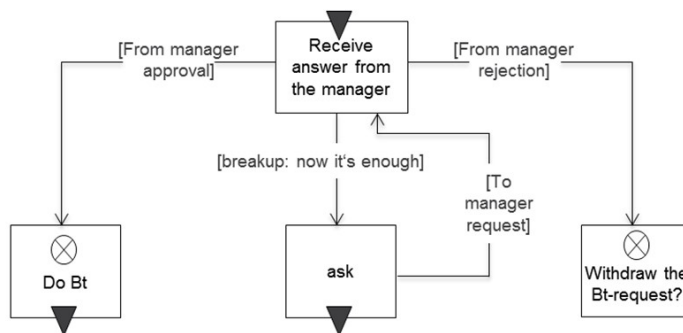 Receive
answer from
the manager
[From manager
approval]
[From manager
rejection]
[breakup: now it‘s enough]
[To
manager
request]
Do Bt
ask
Withdraw the
Bt-request?